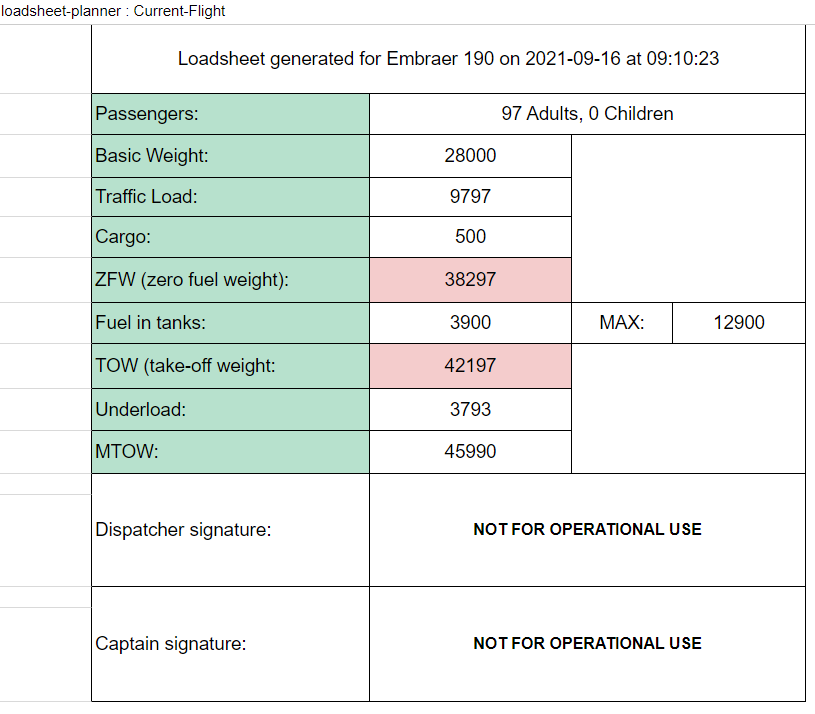 loadsheet-planner : Current-Flight
Loadsheet generated for Embraer 190 on 2021-09-16 at 09:10:23
Passengers: 97 Adults, 0 Children
Basic Weight: 28000
Traffic Load: 9797
Cargo: 500
ZFW (zero fuel weight): 38297
Fuel in tanks: 3900 MAX: 12900
TOW (take-off weight: 42197
Underload: 3793
MTOW: 45990
Dispatcher signature: NOT FOR OPERATIONAL USE
Captain signature: NOT FOR OPERATIONAL USE